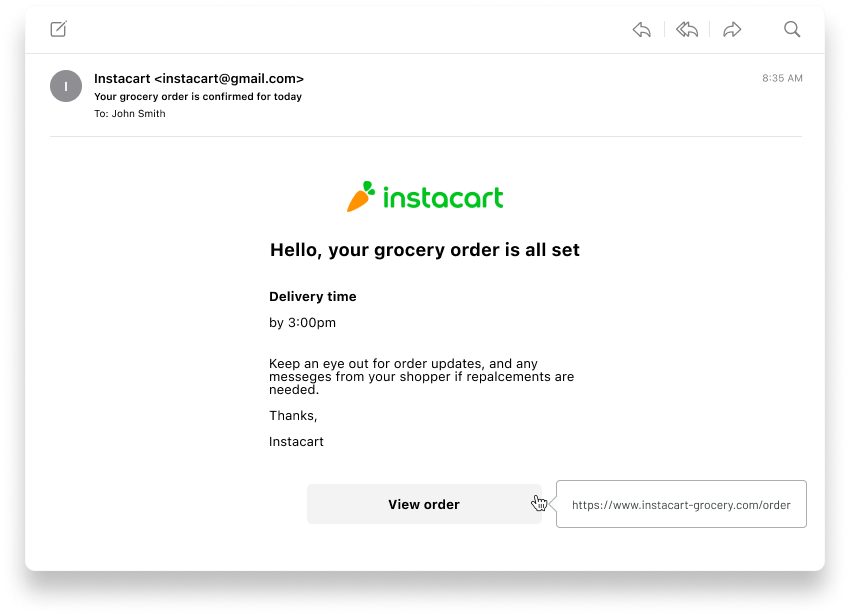 I
Instacart <instacart@gmail.com>
8:35 AM
Your grocery order is confirmed for today
To: John Smith
instacart
Hello, your grocery order is all set
Delivery time
by 3:00pm
Keep an eye out for order updates, and any
messeges from your shopper if repalcements are
needed.
Thanks,
Instacart
View order
https://www.instacart-grocery.com/order